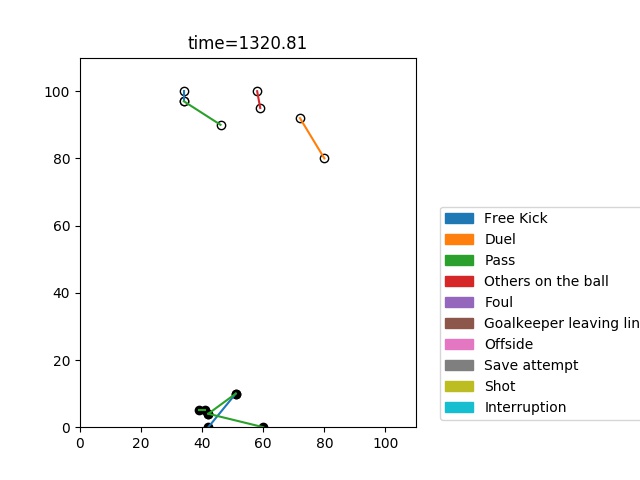 time=1320.81
100
80
60
40
20
0
0 20 40 60 80 100
Free Kick
Duel
Pass
Others on the ball
Foul
Goalkeeper leaving lin
Offside
Save attempt
Shot
Interruption